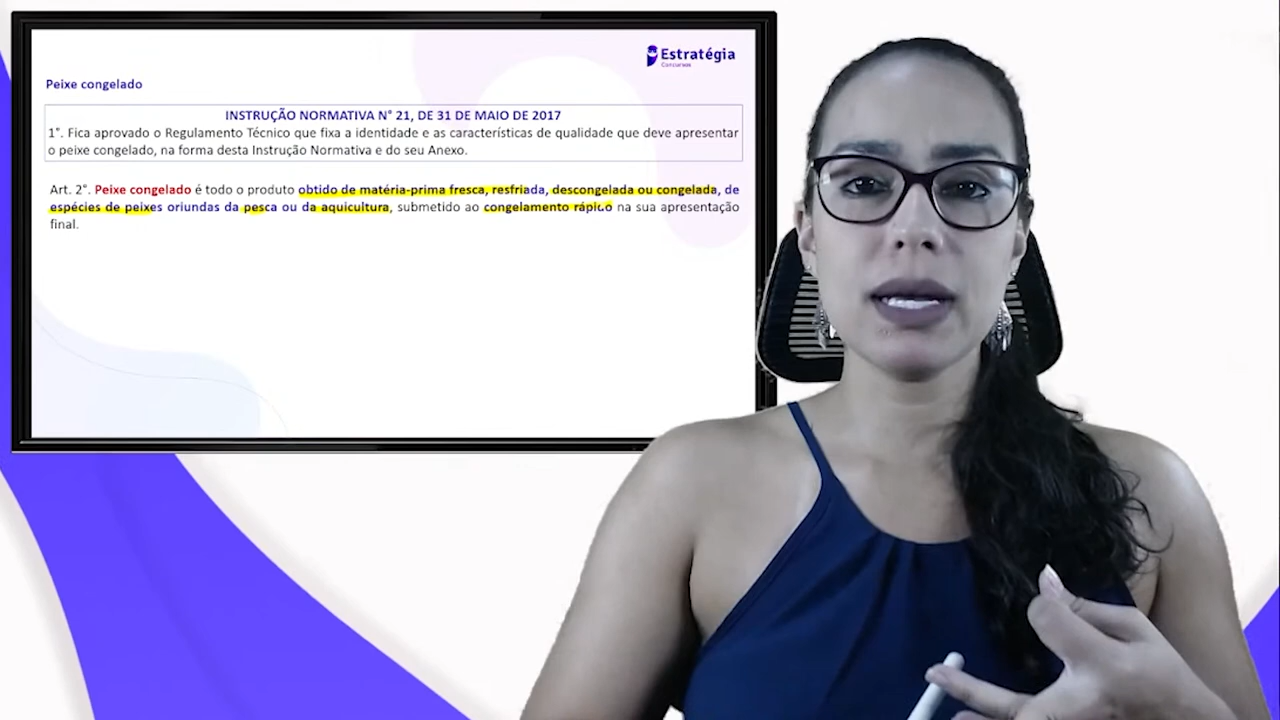 Estratégia
Concursos
Peixe congelado
INSTRUÇÃO NORMATIVA N° 21, DE 31 DE MAIO DE 2017
1°. Fica aprovado o Regulamento Técnico que fixa a identidade e as características de qualidade que deve apresentar
o peixe congelado, na forma desta Instrução Normativa e do seu Anexo.
Art. 2°. Peixe congelado é todo o produto obtido de matéria-prima fresca, resfriada, descongelada ou congelada, de
espécies de peixes oriundas da pesca ou da aquicultura, submetido ao congelamento rápido na sua apresentação
final.